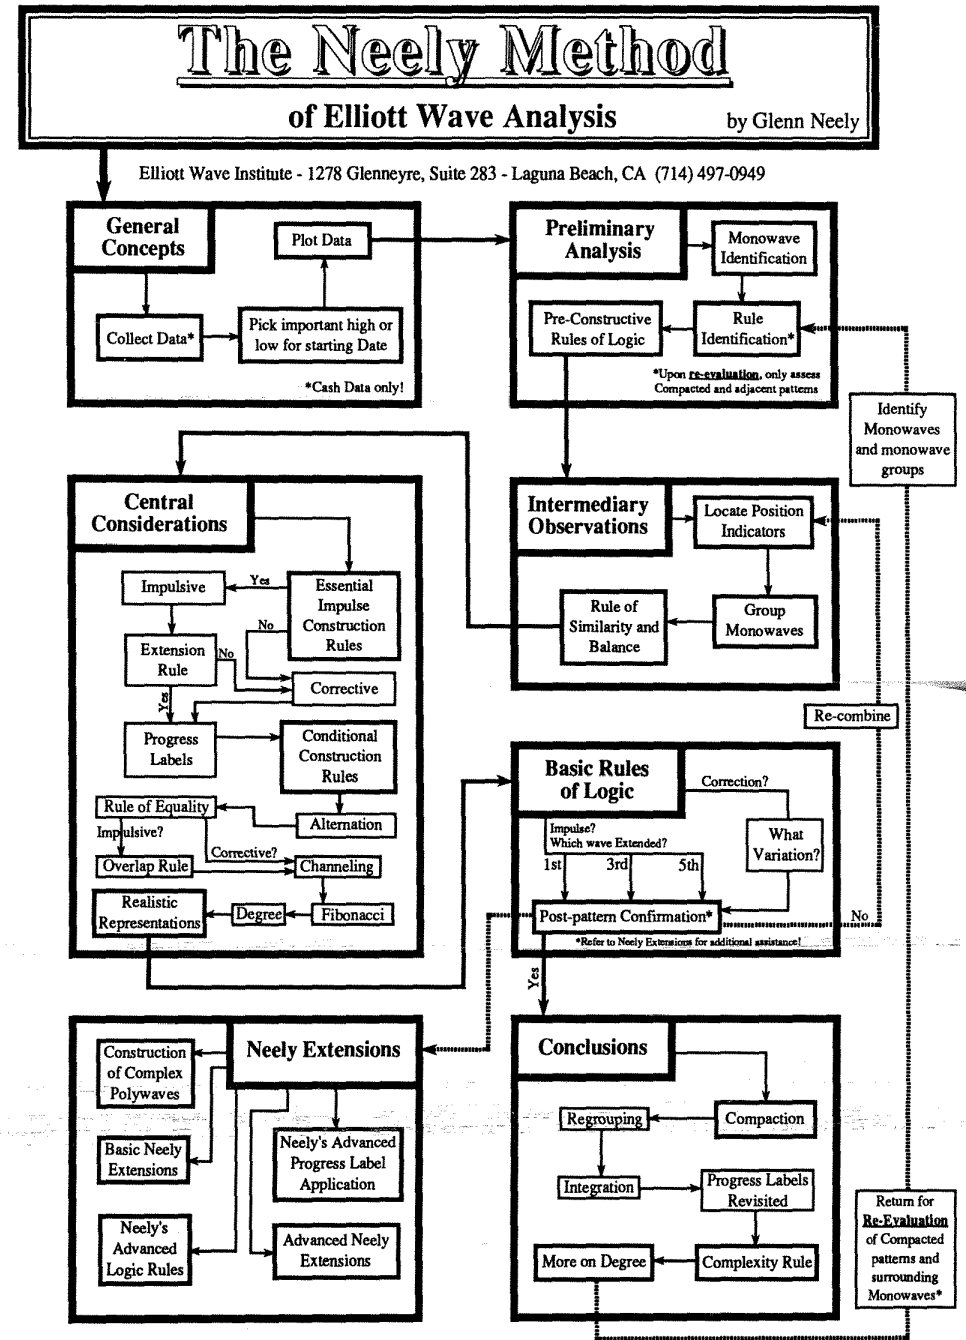 The Neely Method
of Elliott Wave Analysis
by Glenn Neely
Elliott Wave Institute - 1278 Glenneyre, Suite 283 - Laguna Beach, CA (714) 497-0949
General
Concepts
Plot Data
Collect Data*
Pick important high or
low for starting Date
*Cash Data only!
Preliminary
Analysis
Monowave
Identification
Pre-Constructive
Rules of Logic
Rule
Identification*
*Upon re-evaluation, only assess
Compacted and adjacent patterns
Identify
Monowaves
and monowave
groups
Central
Considerations
Impulsive
Yes
Essential
Impulse
Construction
Rules
No
Extension
Rule
No
Corrective
Yes
Progress
Labels
Conditional
Construction
Rules
Rule of Equality
Alternation
Impulsive?
Corrective?
Overlap Rule
Channeling
Realistic
Representations
Degree
Fibonacci
Intermediary
Observations
Locate Position
Indicators
Rule of
Similarity and
Balance
Group
Monowaves
Re-combine
Basic Rules
of Logic
Correction?
Impulse?
Which wave Extended?
What
Variation?
1st
3rd
5th
Post-pattern Confirmation*
No
*Refer to Neely Extensions for additional assistance!
Yes
Neely Extensions
Construction
of Complex
Polywaves
Basic Neely
Extensions
Neely's Advanced
Progress Label
Application
Neely's
Advanced
Logic Rules
Advanced Neely
Extensions
Conclusions
Regrouping
Compaction
Integration
Progress Labels
Revisited
More on Degree
Complexity Rule
Return for
Re-Evaluation
of Compacted
patterns and
surrounding
Monowaves*